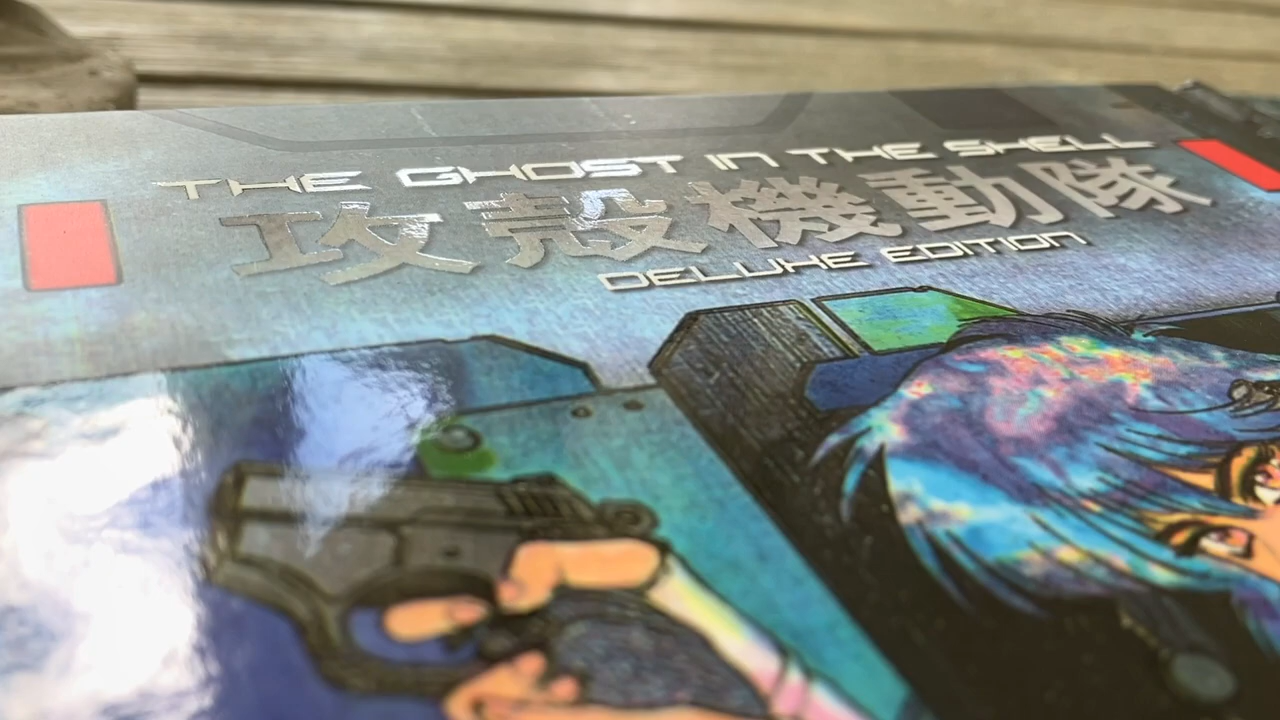 THE GHOST IN THE SHELL
攻殻機動隊
DELUXE EDITION